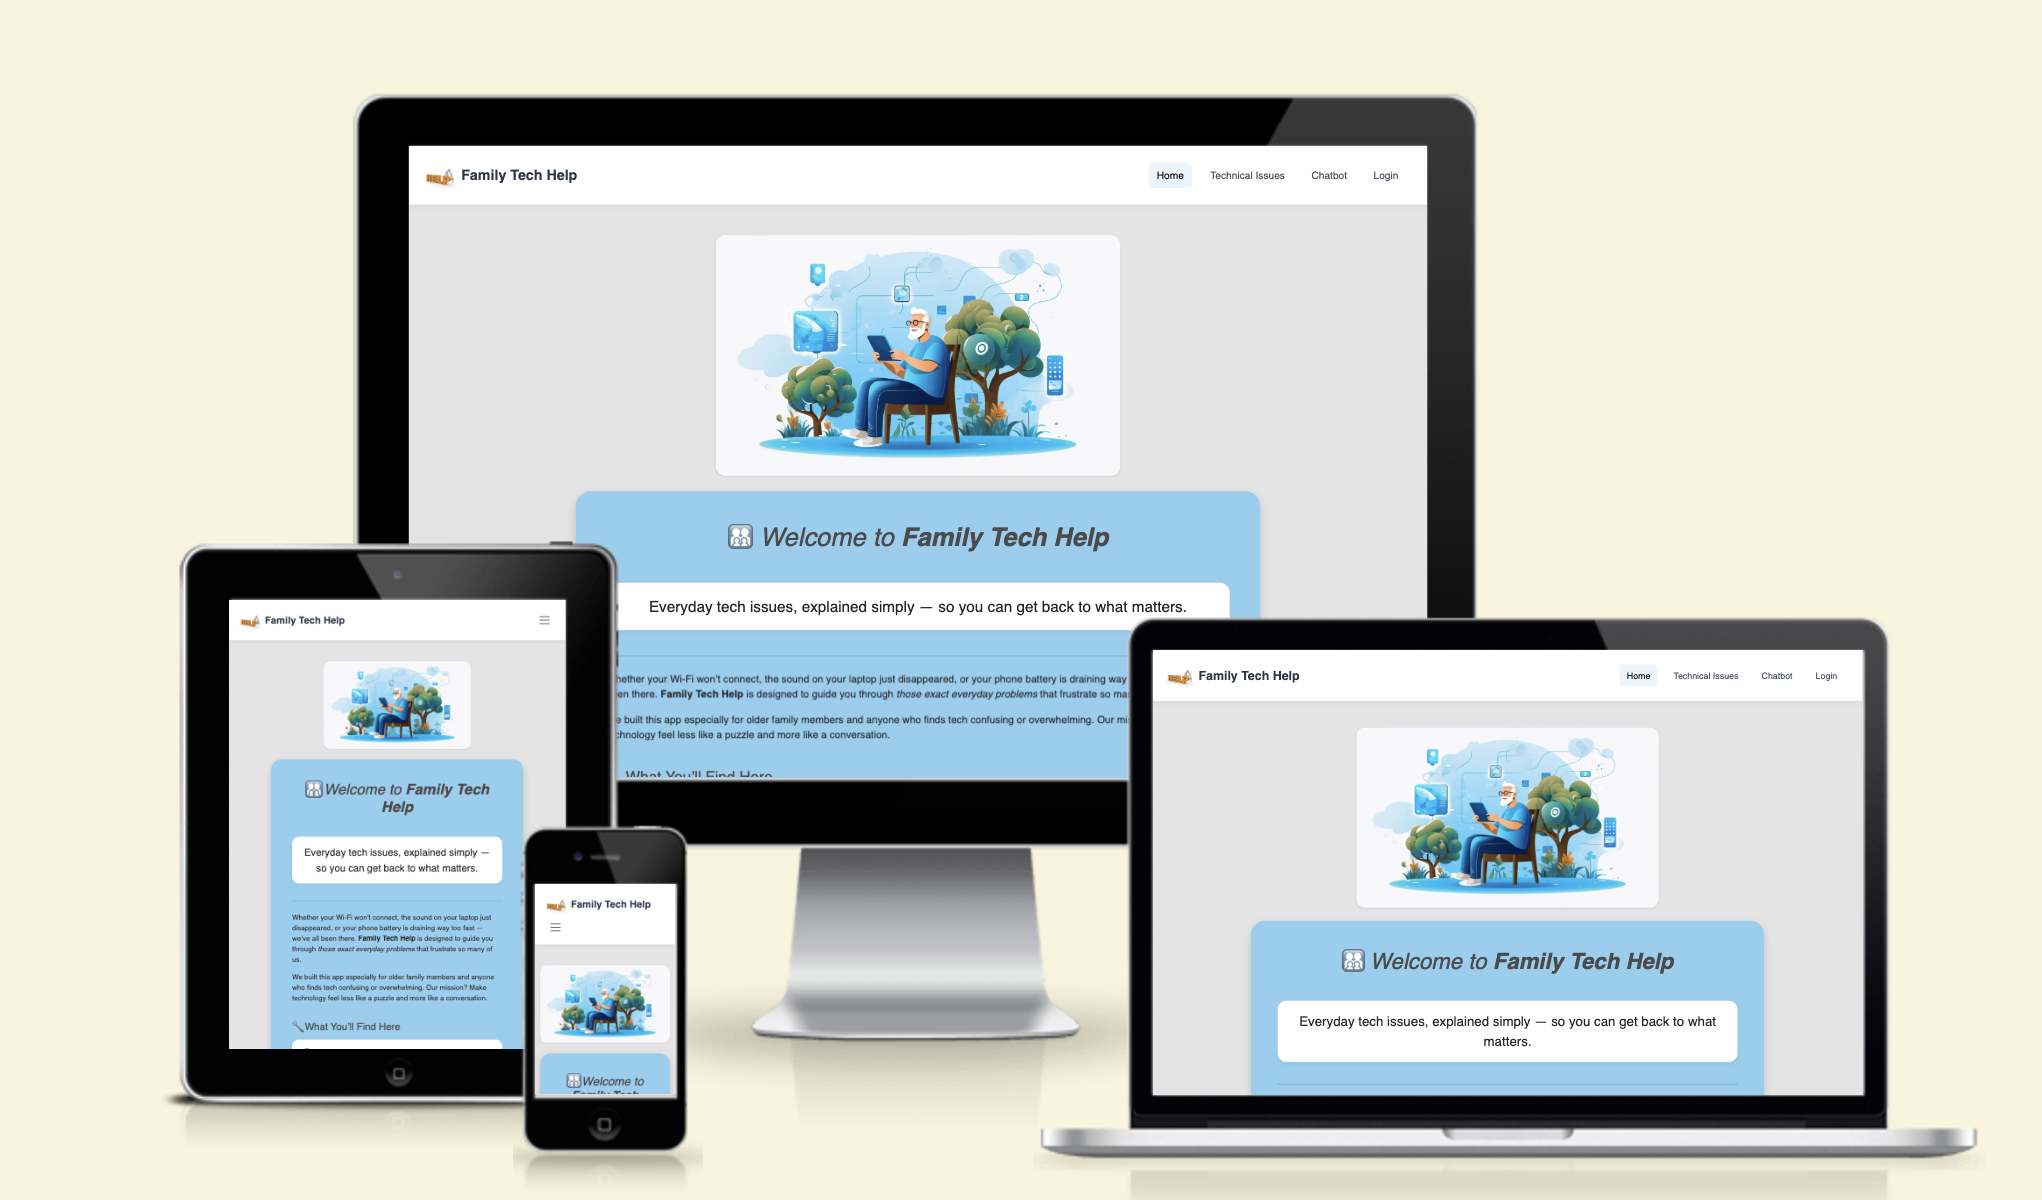 Family Tech Help
Home Technical Issues Chatbot Login
Welcome to Family Tech Help
Everyday tech issues, explained simply — so you can get back to what matters.
hether your Wi-Fi won't connect, the sound on your laptop just disappeared, or your phone battery is draining way
en there. Family Tech Help is designed to guide you through those exact everyday problems that frustrate so ma
e built this app especially for older family members and anyone who finds tech confusing or overwhelming. Our mi
chnology feel less like a puzzle and more like a conversation.
What You'll Find Here
Family Tech Help
Welcome to Family Tech
Help
Everyday tech issues, explained simply —
so you can get back to what matters.
Whether your Wi-Fi won't connect, the sound on your laptop just
disappeared, or your phone battery is draining way too fast —
we've all been there. Family Tech Help is designed to guide you
through those exact everyday problems that frustrate so many of
us.
We built this app especially for older family members and anyone
who finds tech confusing or overwhelming. Our mission? Make
technology feel less like a puzzle and more like a conversation.
What You'll Find Here
Family Tech Help
Welcome to
Family Tech
Family Tech Help
Home Technical Issues Chatbot Login
Welcome to Family Tech Help
Everyday tech issues, explained simply — so you can get back to what
matters.